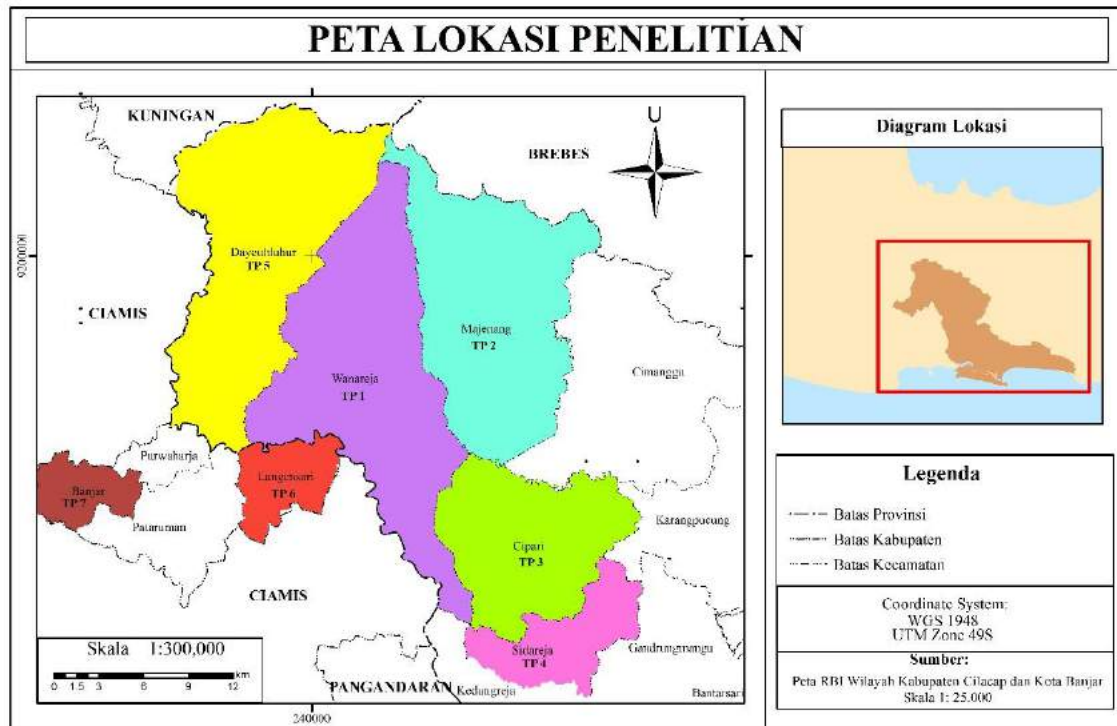 PETA LOKASI PENELITIAN
KUNINGAN
BREBES
U
9200000
Dayeuhluhur
TP 5
CIAMIS
Majenang
TP 2
Cimanggu
Wanareja
TP 1
Purwaharja
Langensari
TP 6
Banjar
TP 7
Pataruman
Karangpucung
Cipari
TP 3
CIAMIS
Sidareja
TP 4
Gandrungmangu
Skala 1:300,000
0 1.5 3 6 9 12
km
PANGANDARAN
Kedungreja
Bantarsari
240000
Diagram Lokasi
Legenda
Batas Provinsi
Batas Kabupaten
Batas Kecamatan
Coordinate System:
WGS 1948
UTM Zone 49S
Sumber:
Peta RBI Wilayah Kabupaten Cilacap dan Kota Banjar
Skala 1: 25.000